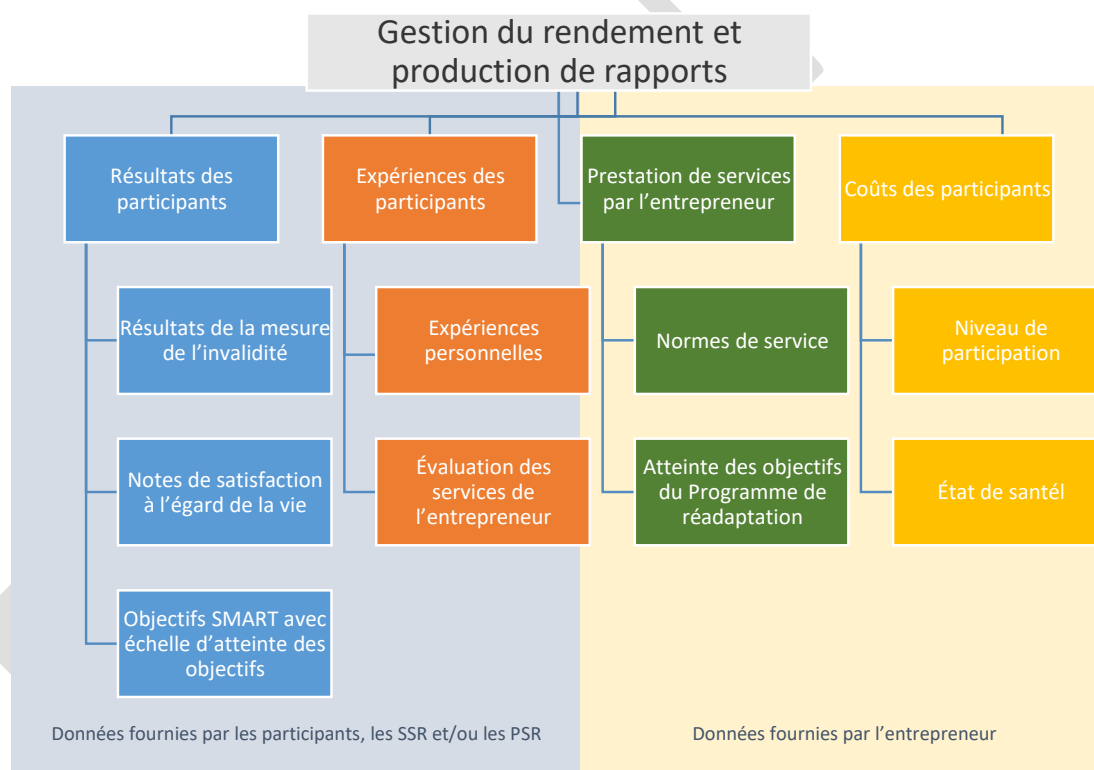 Gestion du rendement et
production de rapports
Résultats des
participants
Expériences des
participants
Prestation de services
par l’entrepreneur
Coûts des participants
Résultats de la mesure
de l’invalidité
Expériences
personnelles
Normes de service
Niveau de
participation
Notes de satisfaction
à l’égard de la vie
Évaluation des
services de
l’entrepreneur
Atteinte des objectifs
du Programme de
réadaptation
État de santél
Objectifs SMART avec
échelle d’atteinte des
objectifs
Données fournies par les participants, les SSR et/ou les PSR
Données fournies par l’entrepreneur